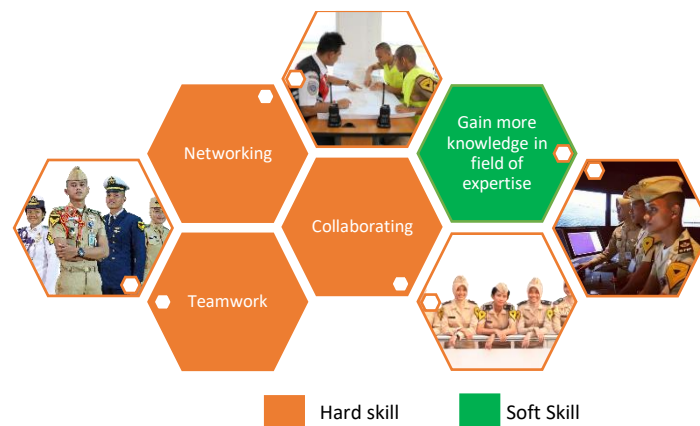 Networking
Gain more
knowledge in
field of
expertise
Collaborating
Teamwork
Hard skill
Soft Skill